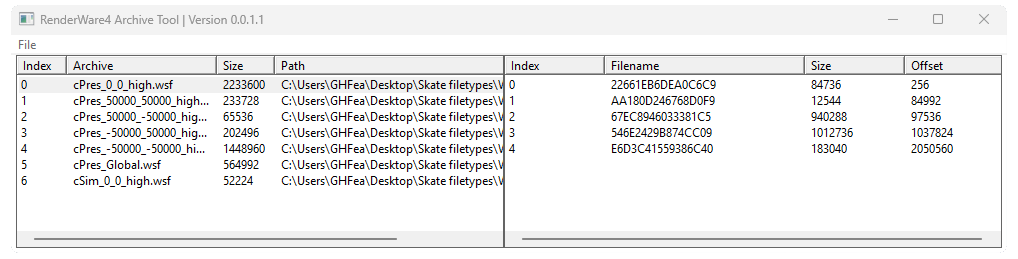 RenderWare4 Archive Tool | Version 0.0.1.1
File
Index Archive Size Path
0 cPres_0_0_high.wsf 2233600 C:\Users\GHFea\Desktop\Skate filetypes\
1 cPres_50000_50000_high... 233728 C:\Users\GHFea\Desktop\Skate filetypes\
2 cPres_50000_-50000_hig... 65536 C:\Users\GHFea\Desktop\Skate filetypes\
3 cPres_-50000_50000_hig... 202496 C:\Users\GHFea\Desktop\Skate filetypes\
4 cPres_-50000_-50000_hi... 1448960 C:\Users\GHFea\Desktop\Skate filetypes\
5 cPres_Global.wsf 564992 C:\Users\GHFea\Desktop\Skate filetypes\
6 cSim_0_0_high.wsf 52224 C:\Users\GHFea\Desktop\Skate filetypes\
Index Filename Size Offset
0 22661EB6DEA0C6C9 84736 256
1 AA180D246768D0F9 12544 84992
2 67EC8946033381C5 940288 97536
3 546E2429B874CC09 1012736 1037824
4 E6D3C41559386C40 183040 2050560